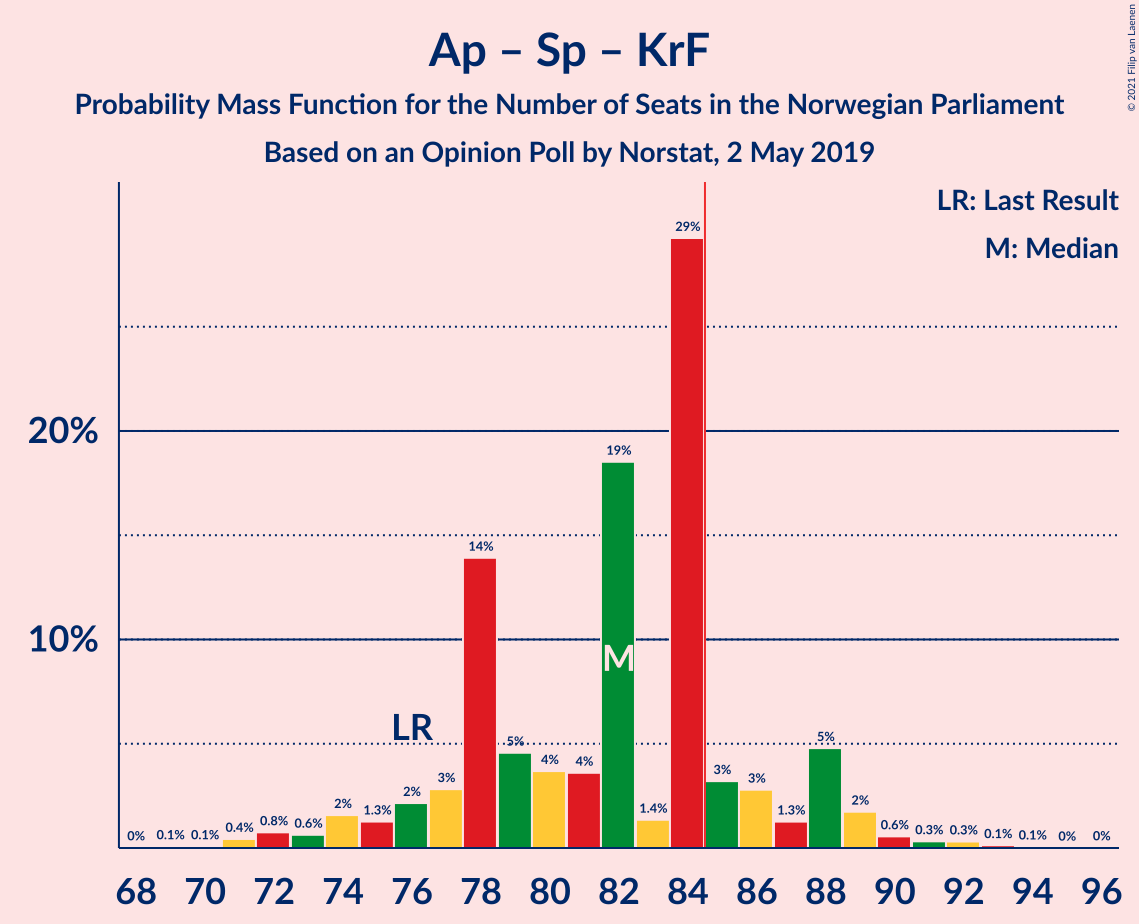 Ap – Sp – KrF
Probability Mass Function for the Number of Seats in the Norwegian Parliament
Based on an Opinion Poll by Norstat, 2 May 2019
© 2021 Filip van Laenen
LR: Last Result
M: Median
20%
10%
LR
M
0% 0.1% 0.1% 0.4% 0.8% 0.6% 2% 1.3% 2% 3% 14% 5% 4% 4% 19% 1.4% 29% 3% 3% 1.3% 5% 2% 0.6% 0.3% 0.3% 0.1% 0.1% 0% 0%
68 70 72 74 76 78 80 82 84 86 88 90 92 94 96